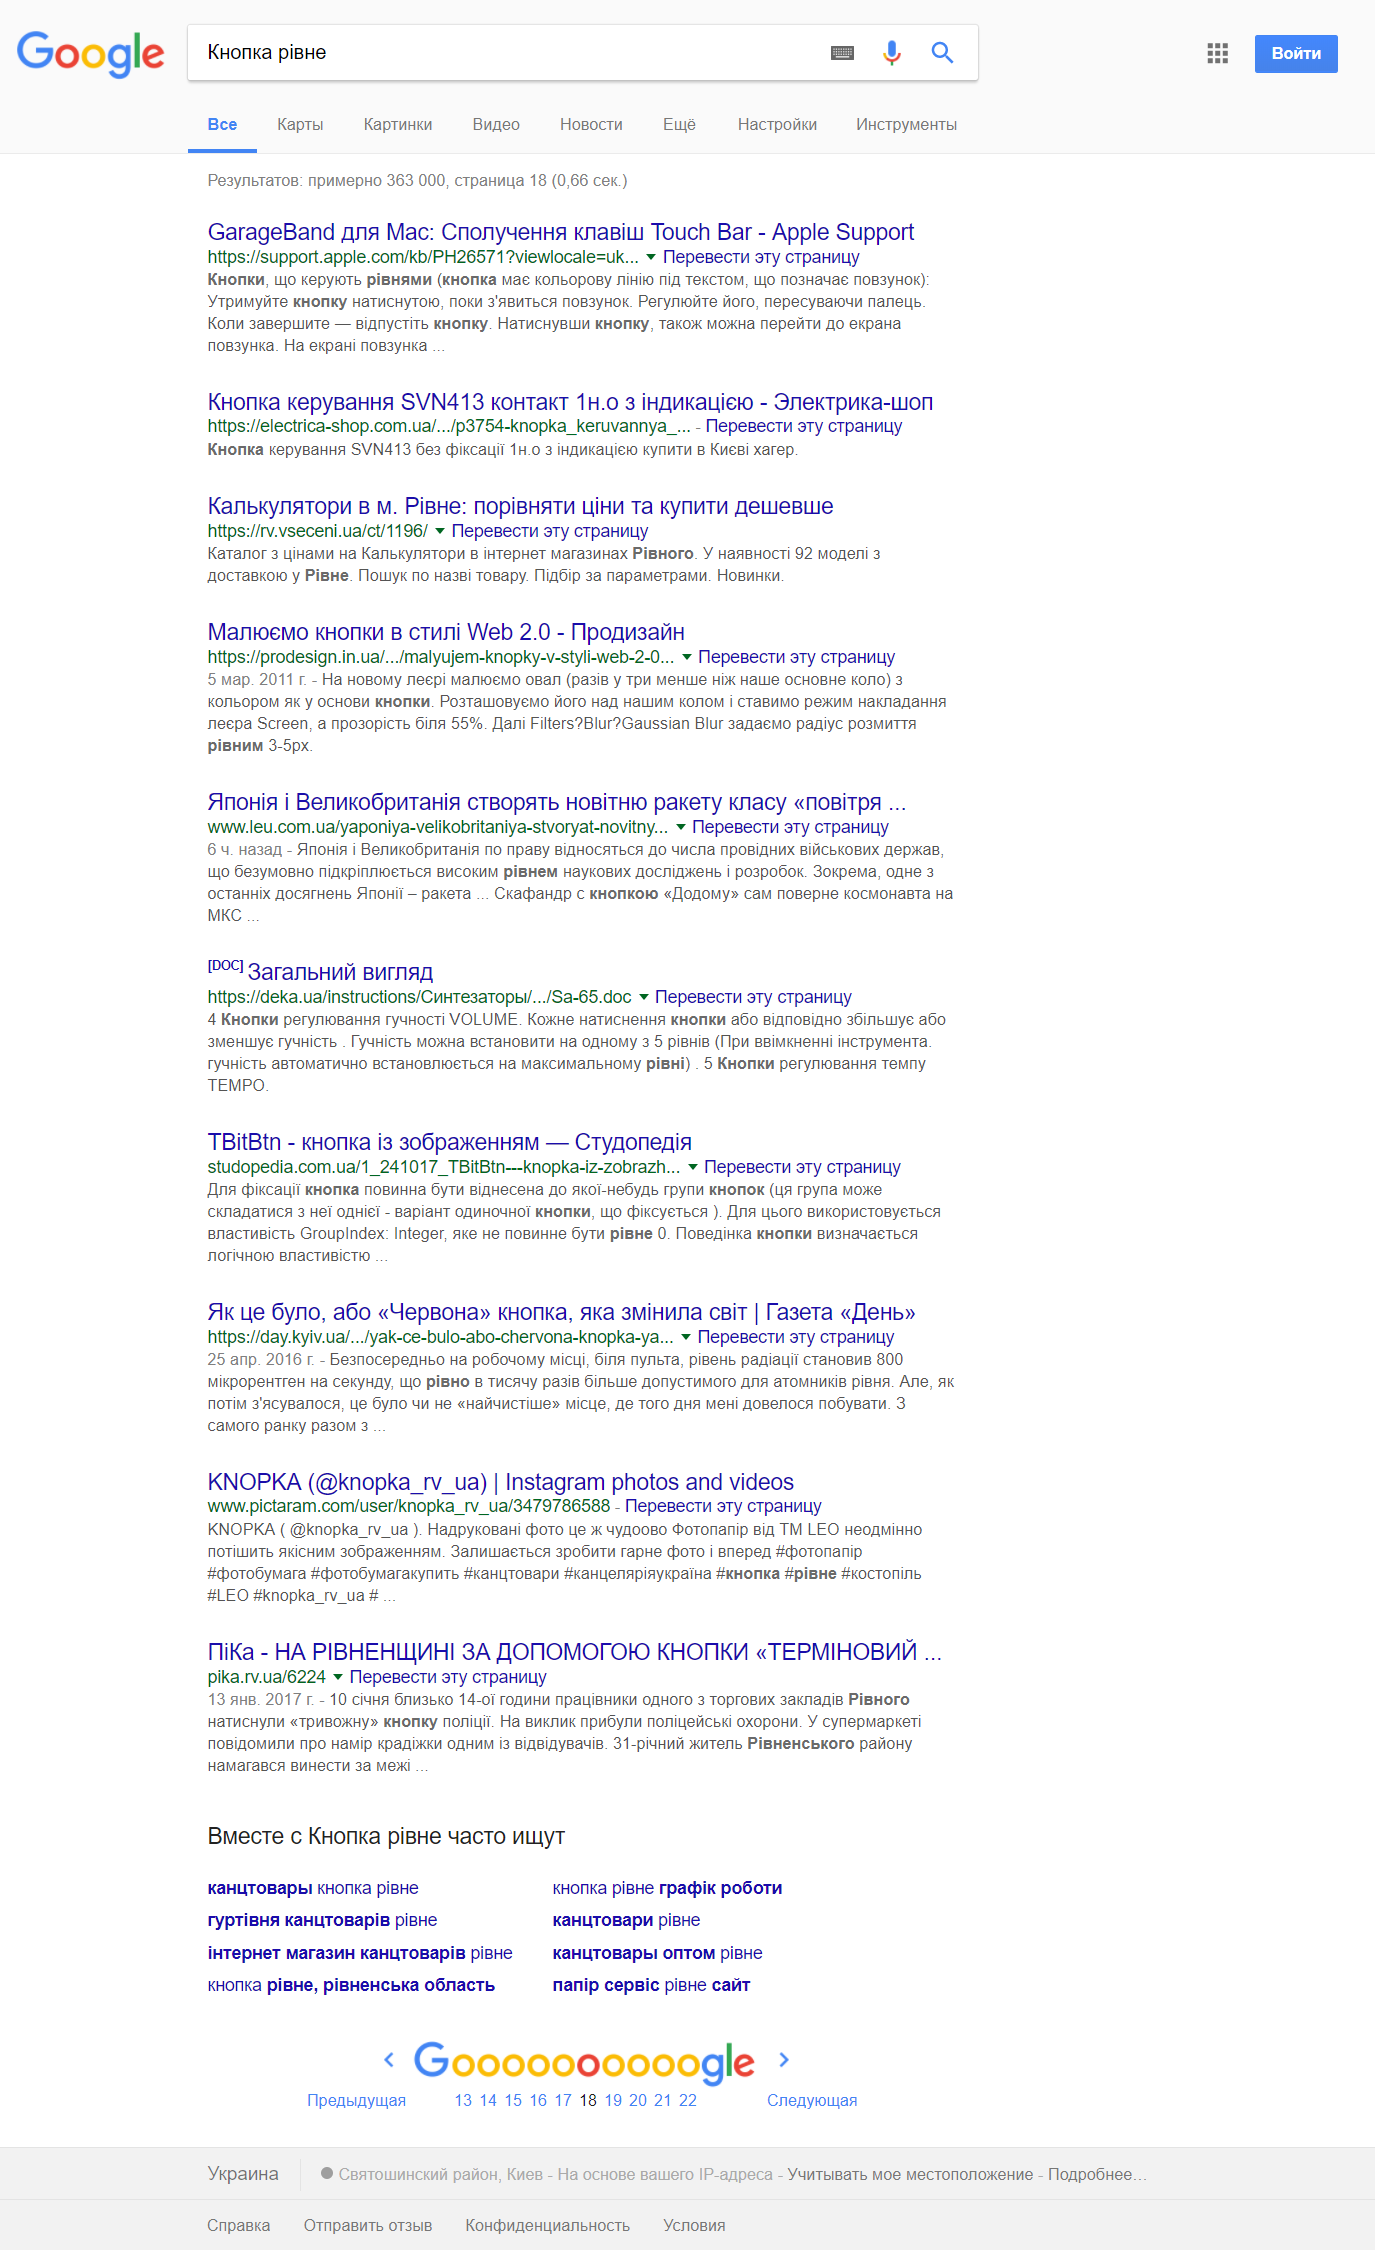 Google
Кнопка рівне
Войти
Все Карты Картинки Видео Новости Ещё Настройки Инструменты
Результатов: примерно 363 000, страница 18 (0,66 сек.)
GarageBand для Mac: Сполучення клавіш Touch Bar - Apple Support
https://support.apple.com/kb/PH26571?viewlocale=uk... ▼ Перевести эту страницу
Кнопки, що керують рівнями (кнопка має кольорову лінію під текстом, що позначає повзунок):
Утримуйте кнопку натиснутою, поки з'явиться повзунок. Регулюйте його, пересуваючи палець.
Коли завершите — відпустіть кнопку. Натиснувши кнопку, також можна перейти до екрана
повзунка. На екрані повзунка ...
Кнопка керування SVN413 контакт 1н.о з індикацією - Электрика-шоп
https://electrica-shop.com.ua/.../p3754-knopka_keruvannya_... - Перевести эту страницу
Кнопка керування SVN413 без фіксації 1н.о з індикацією купити в Києві хагер.
Калькулятори в м. Рівне: порівняти ціни та купити дешевше
https://rv.vseceni.ua/ct/1196/ ▼ Перевести эту страницу
Каталог з цінами на Калькулятори в інтернет магазинах Рівного. У наявності 92 моделі з
доставкою у Рівне. Пошук по назві товару. Підбір за параметрами. Новинки.
Малюємо кнопки в стилі Web 2.0 - Продизайн
https://prodesign.in.ua/.../malyujem-knopky-v-styli-web-2-0... ▼ Перевести эту страницу
5 мар. 2011 г. - На новому леєрі малюємо овал (разів у три менше ніж наше основне коло) з
кольором як у основи кнопки. Розташовуємо його над нашим колом і ставимо режим накладання
леєра Screen, а прозорість біля 55%. Далі Filters?Blur?Gaussian Blur задаємо радіус розмиття
рівним 3-5px.
Японія і Великобританія створять новітню ракету класу «повітря ...
www.leu.com.ua/yaponiya-velikobritaniya-stvoryat-novitny... ▼ Перевести эту страницу
6 ч. назад - Японія і Великобританія по праву відносяться до числа провідних військових держав,
що безумовно підкріплюється високим рівнем наукових досліджень і розробок. Зокрема, одне з
останніх досягнень Японії – ракета ... Скафандр с кнопкою «Додому» сам поверне космонавта на
МКС ...
[DOC] Загальний вигляд
https://deka.ua/instructions/Синтезаторы/.../Sa-65.doc ▼ Перевести эту страницу
4 Кнопки регулювання гучності VOLUME. Кожне натиснення кнопки або відповідно збільшує або
зменшує гучність . Гучність можна встановити на одному з 5 рівнів (При ввімкненні інструмента.
гучність автоматично встановлюється на максимальному рівні) . 5 Кнопки регулювання темпу
TEMPO.
TBitBtn - кнопка із зображенням — Студопедія
studopedia.com.ua/1_241017_TBitBtn---knopka-iz-zobrazh... ▼ Перевести эту страницу
Для фіксації кнопка повинна бути віднесена до якої-небудь групи кнопок (ця група може
складатися з неї однієї - варіант одиночної кнопки, що фіксується ). Для цього використовується
властивість GroupIndex: Integer, яке не повинне бути рівне 0. Поведінка кнопки визначається
логічною властивістю ...
Як це було, або «Червона» кнопка, яка змінила світ | Газета «День»
https://day.kyiv.ua/.../yak-ce-bulo-abo-chervona-knopka-ya... ▼ Перевести эту страницу
25 апр. 2016 г. - Безпосередньо на робочому місці, біля пульта, рівень радіації становив 800
мікрорентген на секунду, що рівно в тисячу разів більше допустимого для атомників рівня. Але, як
потім з'ясувалося, це було чи не «найчистіше» місце, де того дня мені довелося побувати. З
самого ранку разом з ...
KNOPKA (@knopka_rv_ua) | Instagram photos and videos
www.pictaram.com/user/knopka_rv_ua/3479786588 - Перевести эту страницу
KNOPKA ( @knopka_rv_ua ). Надруковані фото це ж чудоово Фотопапір від ТМ LEO неодмінно
потішить якісним зображенням. Залишається зробити гарне фото і вперед #фотопапір
#фотобумага #фотобумагакупить #канцтовари #канцеляріяукраїна #кнопка #рівне #костопіль
#LEO #knopka_rv_ua # ...
ПіКа - НА РІВНЕНЩИНІ ЗА ДОПОМОГОЮ КНОПКИ «ТЕРМІНОВИЙ ...
pika.rv.ua/6224 ▼ Перевести эту страницу
13 янв. 2017 г. - 10 січня близько 14-ої години працівники одного з торгових закладів Рівного
натиснули «тривожну» кнопку поліції. На виклик прибули поліцейські охорони. У супермаркеті
повідомили про намір крадіжки одним із відвідувачів. 31-річний житель Рівненського району
намагався винести за межі ...
Вместе с Кнопка рівне часто ищут
канцтовары кнопка рівне кнопка рівне графік роботи
гуртівня канцтоварів рівне канцтовари рівне
інтернет магазин канцтоварів рівне канцтовары оптом рівне
кнопка рівне, рівненська область папір сервіс рівне сайт
Goooooooooogle
Предыдущая 13 14 15 16 17 18 19 20 21 22 Следующая
Украина Святошинский район, Киев - На основе вашего IP-адреса - Учитывать мое местоположение - Подробнее...
Справка Отправить отзыв Конфиденциальность Условия